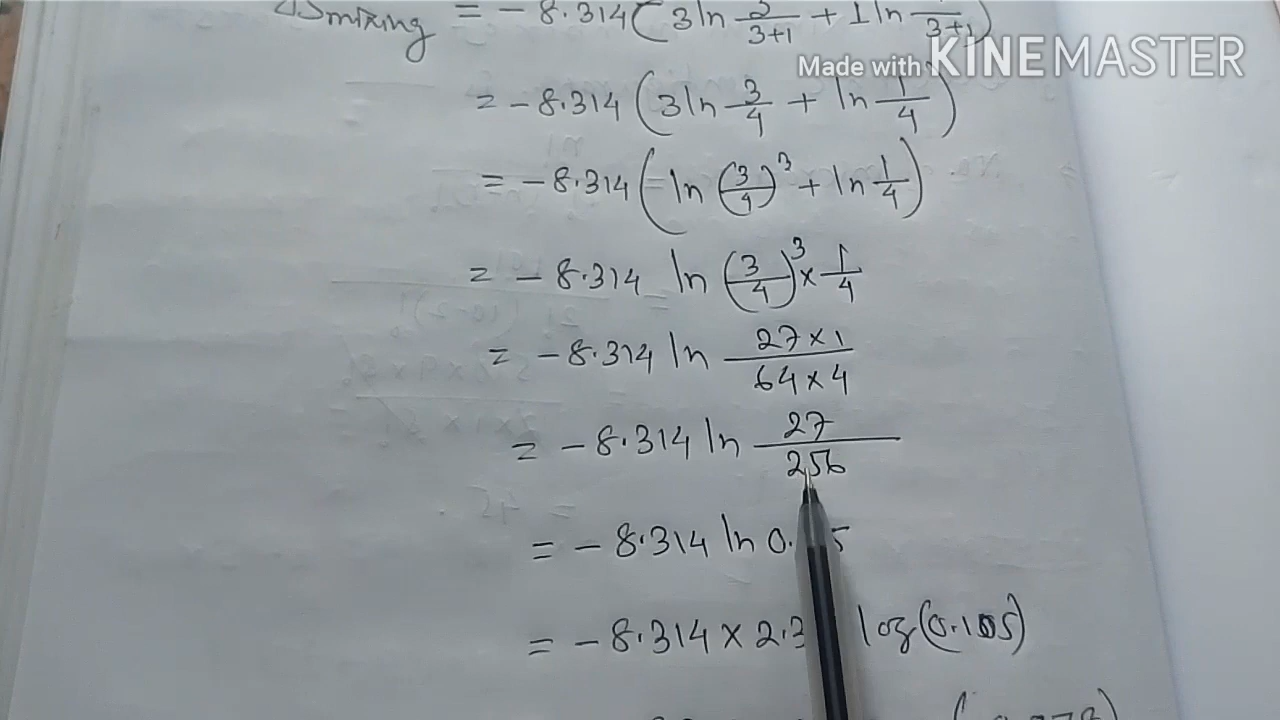 ΔSmixing = -8.314 (3 ln 3/3+1 + 1 ln 1/3+1)
Made with KINEMASTER
= -8.314 (3 ln 3/4 + ln 1/4)
= -8.314 (ln (3/4)^3 + ln 1/4)
= -8.314 ln (3/4)^3 × 1/4
= -8.314 ln 27×1/64×4
= -8.314 ln 27/256
= -8.314 ln 0.
= -8.314 × 2.3 log(0.105)